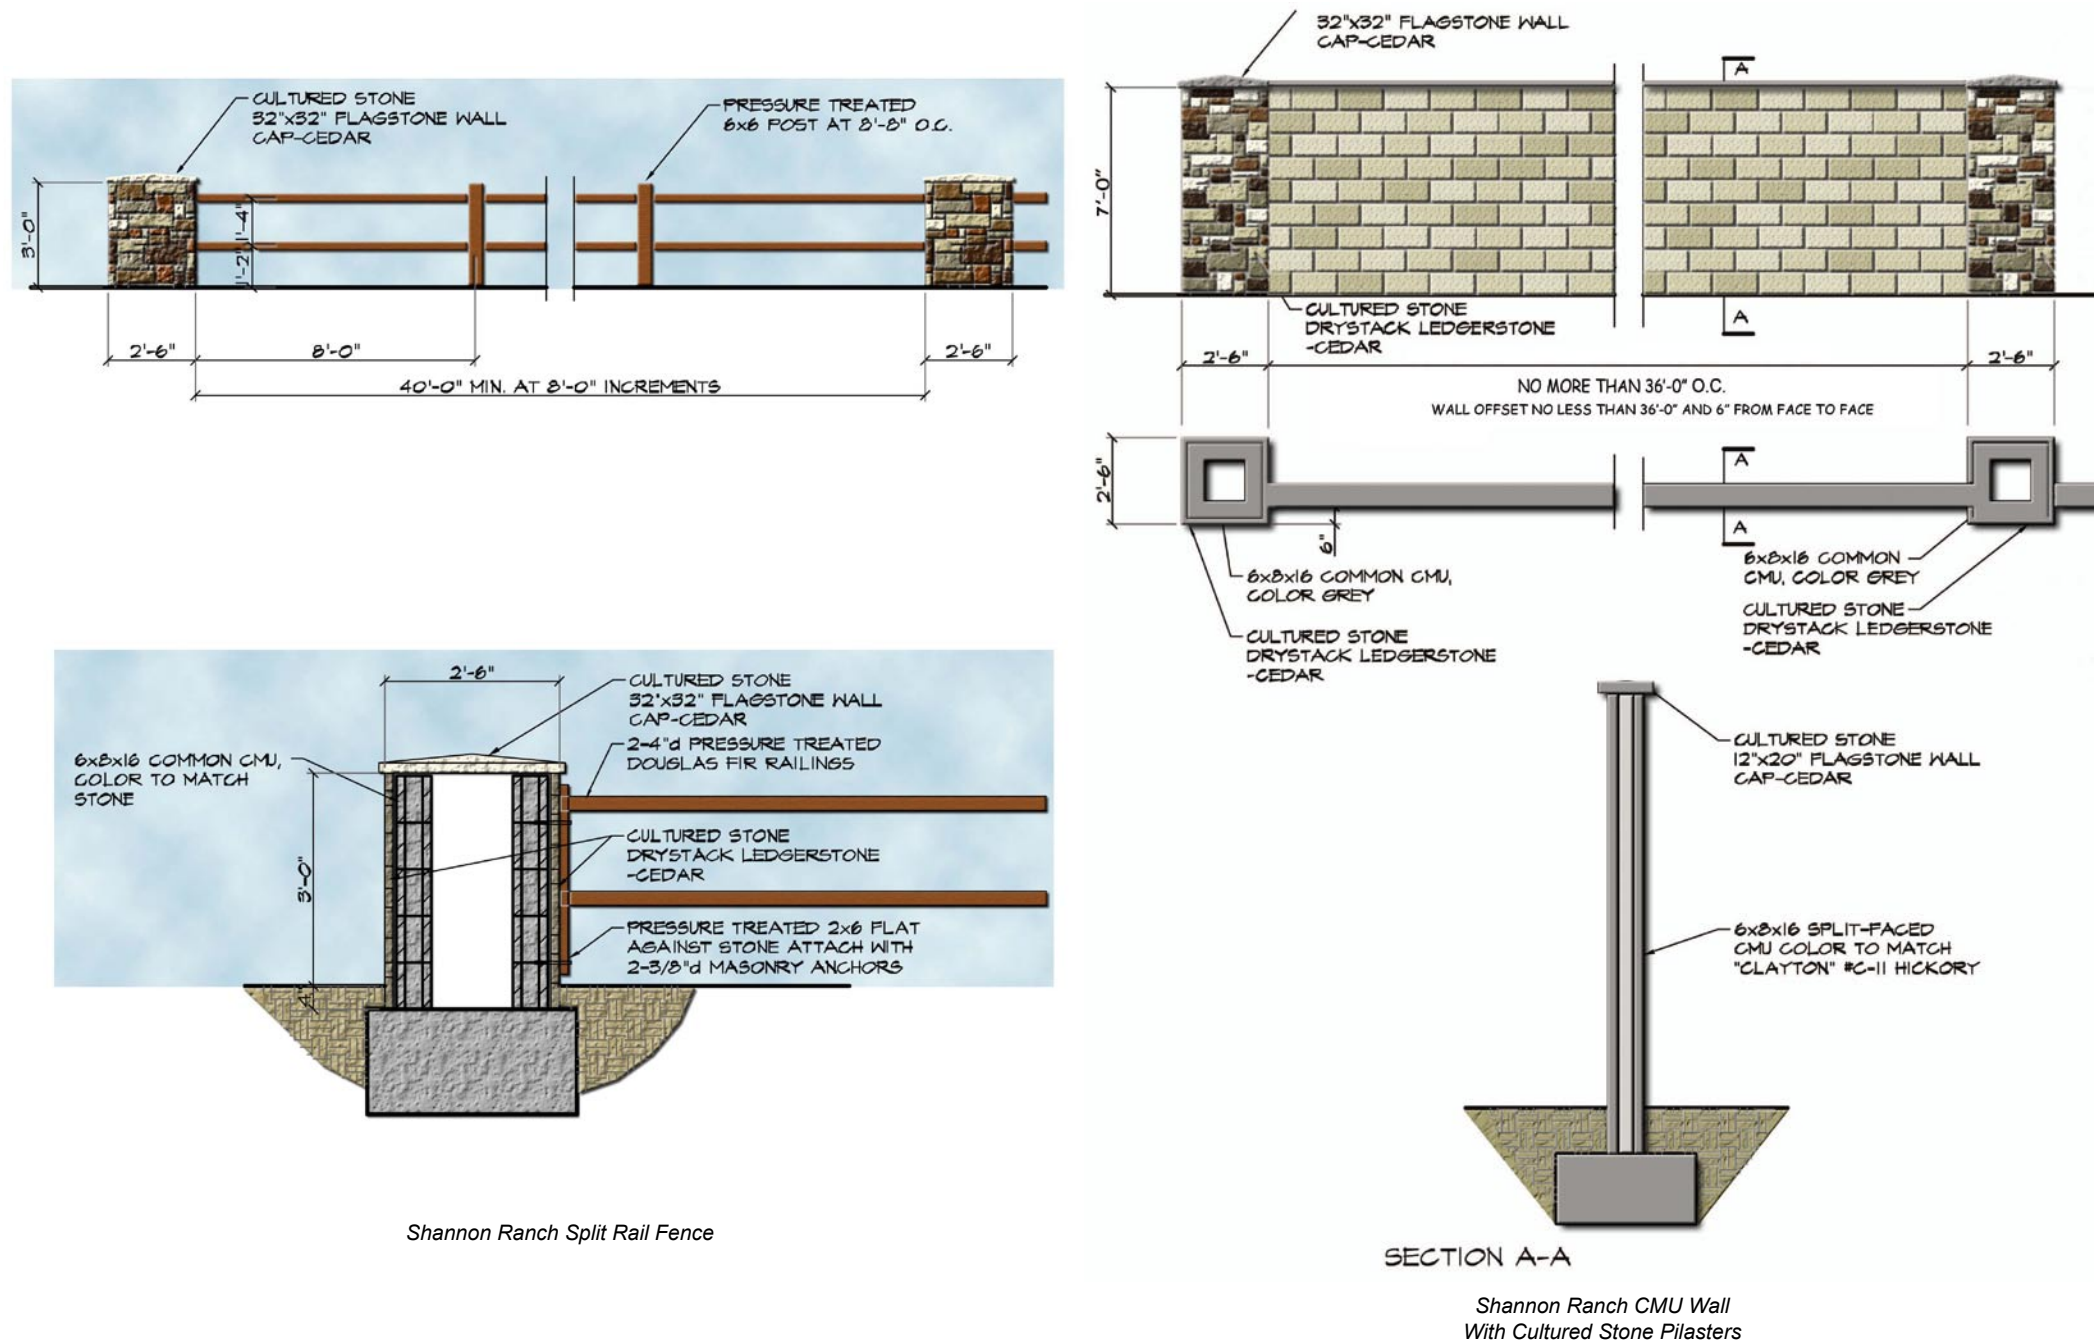 CULTURED STONE
32"x32" FLAGSTONE WALL
CAP-CEDAR
PRESSURE TREATED
6x6 POST AT 8'-8" O.C.
3'-0"
1'-4"
1'-2"
2'-6"
8'-0"
2'-6"
40'-0" MIN. AT 8'-0" INCREMENTS
2'-6"
CULTURED STONE
32"x32" FLAGSTONE WALL
CAP-CEDAR
2-4"d PRESSURE TREATED
DOUGLAS FIR RAILINGS
6x8x16 COMMON CMU,
COLOR TO MATCH
STONE
3'-0"
CULTURED STONE
DRYSTACK LEDGERSTONE
-CEDAR
PRESSURE TREATED 2x6 FLAT
AGAINST STONE ATTACH WITH
2-3/8"d MASONRY ANCHORS
4"
Shannon Ranch Split Rail Fence
32"x32" FLAGSTONE WALL
CAP-CEDAR
A
7'-0"
CULTURED STONE
DRYSTACK LEDGERSTONE
-CEDAR
A
2'-6"
2'-6"
NO MORE THAN 36'-0" O.C.
WALL OFFSET NO LESS THAN 36'-0" AND 6" FROM FACE TO FACE
A
2'-6"
A
6"
6x8x16 COMMON CMU,
COLOR GREY
CULTURED STONE
DRYSTACK LEDGERSTONE
-CEDAR
6x8x16 COMMON
CMU, COLOR GREY
CULTURED STONE
DRYSTACK LEDGERSTONE
-CEDAR
CULTURED STONE
12"x20" FLAGSTONE WALL
CAP-CEDAR
6x8x16 SPLIT-FACED
CMU COLOR TO MATCH
"CLAYTON" #C-11 HICKORY
SECTION A-A
Shannon Ranch CMU Wall
With Cultured Stone Pilasters